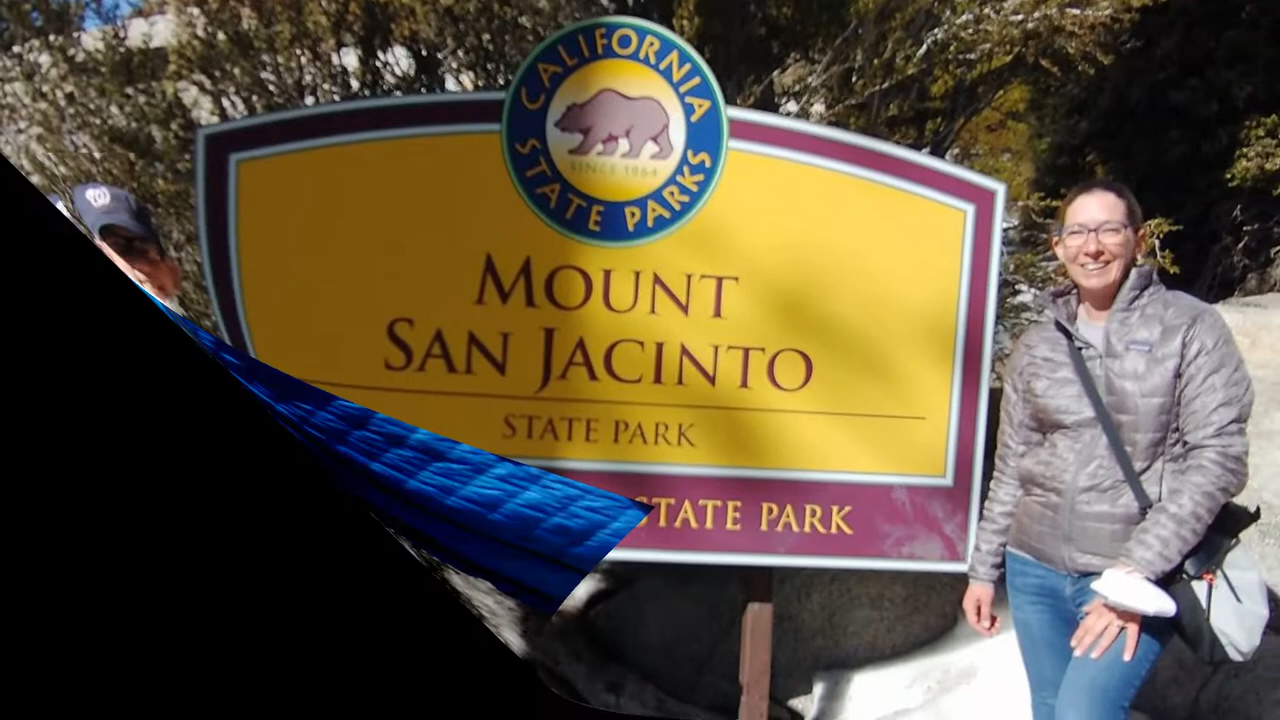 CALIFORNIA
STATE PARKS
SINCE 1864
MOUNT
SAN JACINTO
STATE PARK
STATE PARK